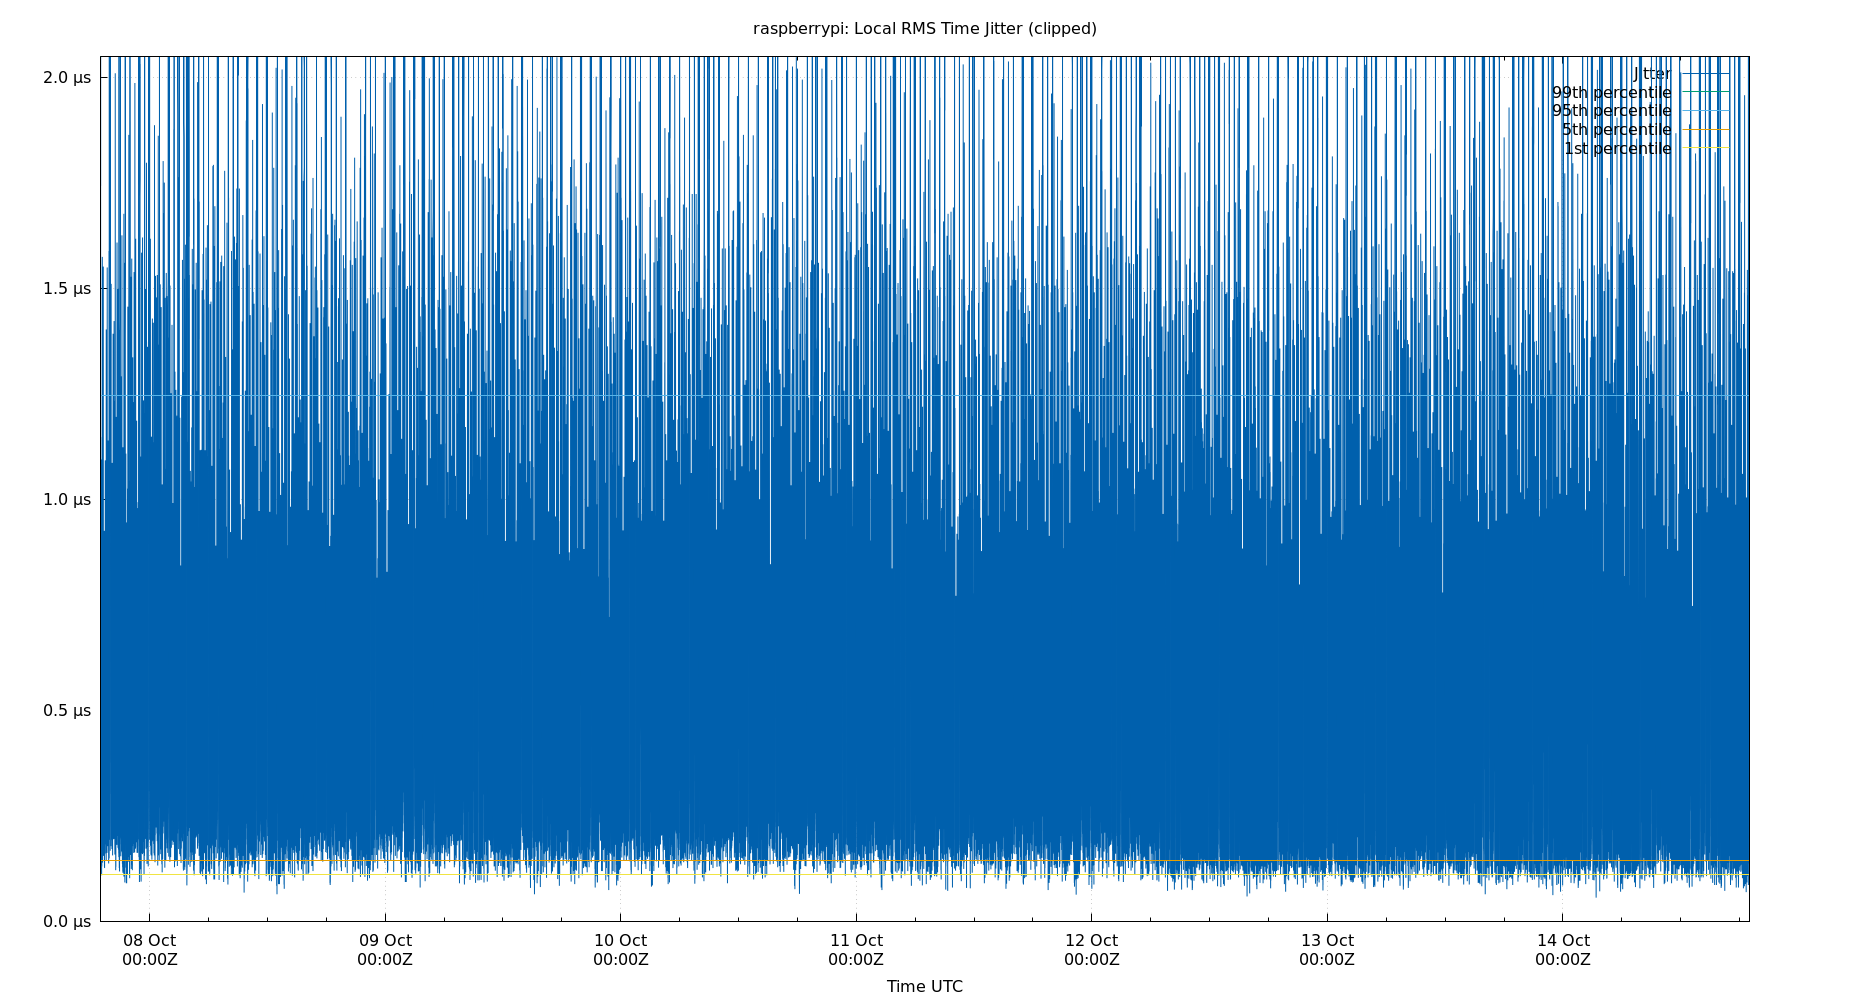 raspberrypi: Local RMS Time Jitter (clipped)
2.0 μs
1.5 μs
1.0 μs
0.5 μs
0.0 μs
Jitter
99th percentile
95th percentile
5th percentile
1st percentile
08 Oct
00:00Z
09 Oct
00:00Z
10 Oct
00:00Z
11 Oct
00:00Z
12 Oct
00:00Z
13 Oct
00:00Z
14 Oct
00:00Z
Time UTC